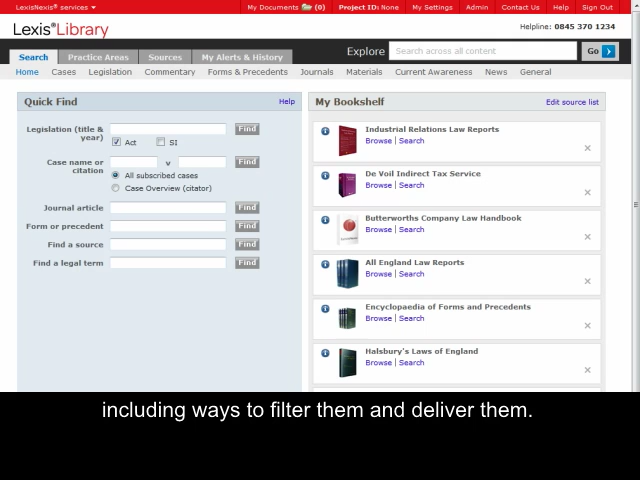 LexisNexis® services
My Documents (0) Project ID: None My Settings Admin Contact Us Help Sign Out
Lexis®Library
Helpline: 0845 370 1234
Search Practice Areas Sources My Alerts & History
Explore Search across all content Go
Home Cases Legislation Commentary Forms & Precedents Journals Materials Current Awareness News General
Quick Find Help
Legislation (title & year) Find
Act SI
Case name or citation v Find
All subscribed cases
Case Overview (citator)
Journal article Find
Form or precedent Find
Find a source Find
Find a legal term Find
My Bookshelf Edit source list
Industrial Relations Law Reports
Browse | Search
De Voil Indirect Tax Service
Browse | Search
Butterworths Company Law Handbook
Browse | Search
All England Law Reports
Browse | Search
Encyclopaedia of Forms and Precedents
Browse | Search
Halsbury's Laws of England
Browse | Search
including ways to filter them and deliver them.